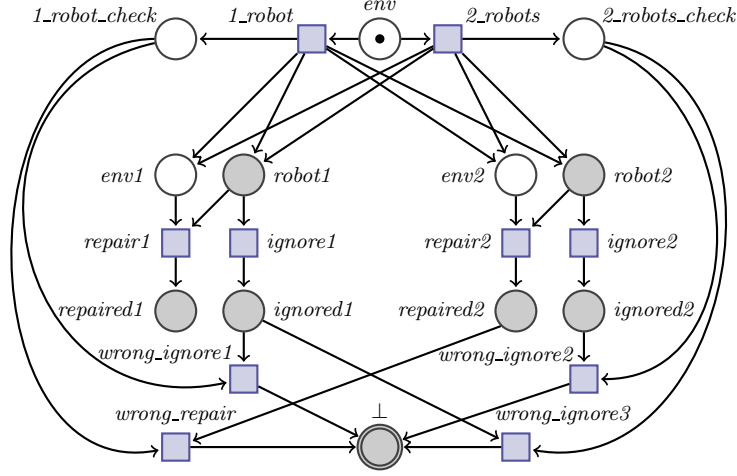 1_robot_check
1_robot
env
2_robots
2_robots_check
env1
robot1
env2
robot2
repair1
ignore1
repair2
ignore2
repaired1
ignored1
repaired2
ignored2
wrong_ignore1
wrong_ignore2
wrong_repair
⊥
wrong_ignore3